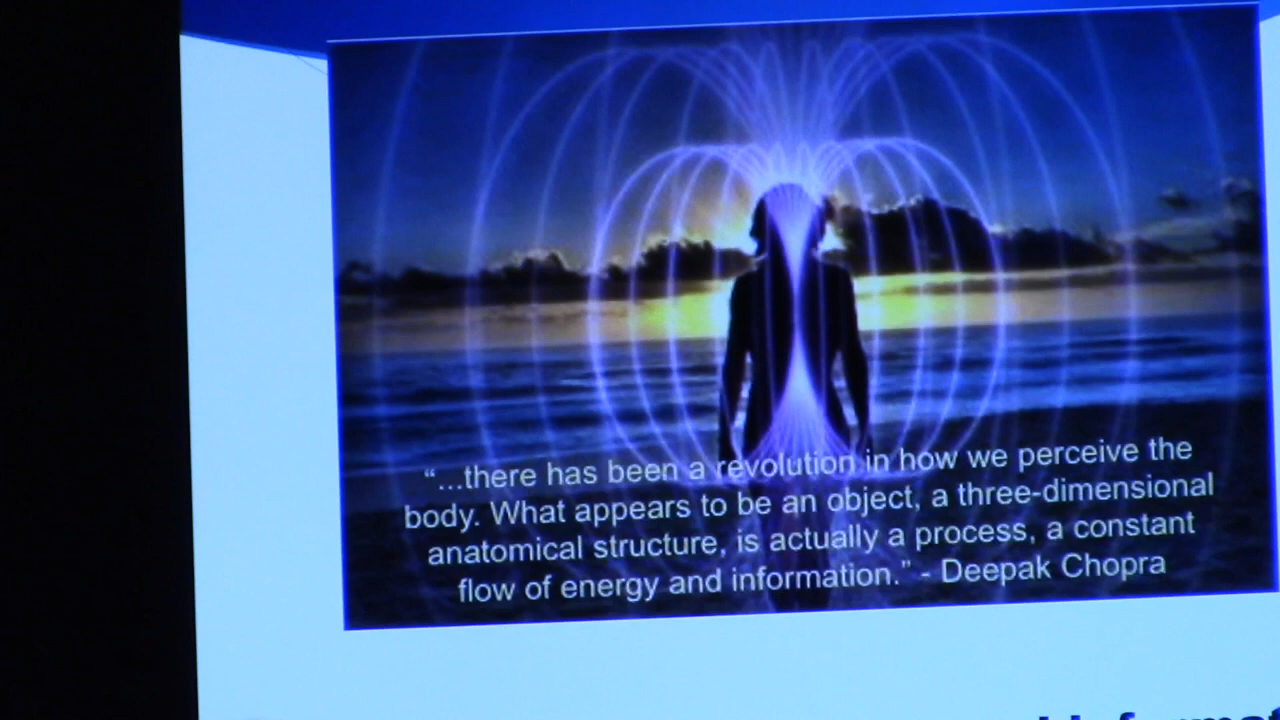 “...there has been a revolution in how we perceive the
body. What appears to be an object, a three-dimensional
anatomical structure, is actually a process, a constant
flow of energy and information.” - Deepak Chopra